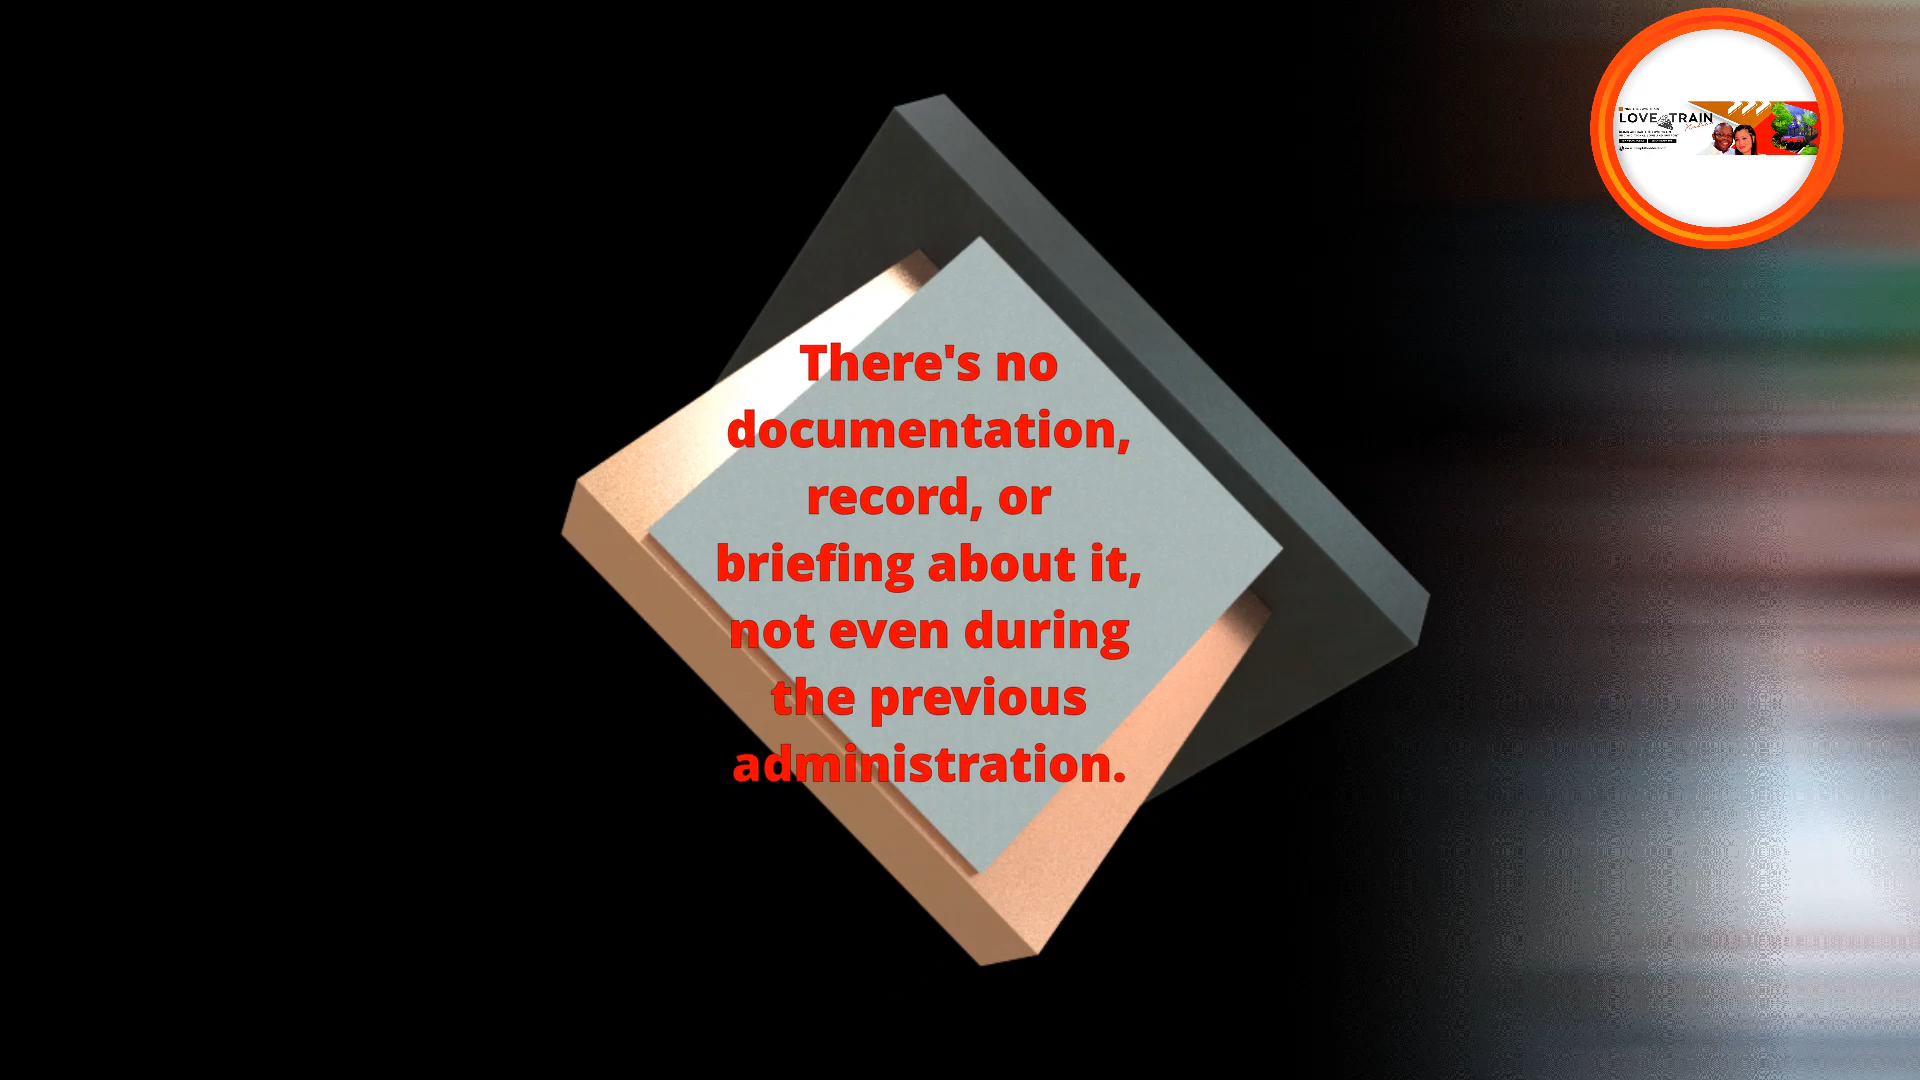 LOVE TRAIN
There's no
documentation,
record, or
briefing about it,
not even during
the previous
administration.